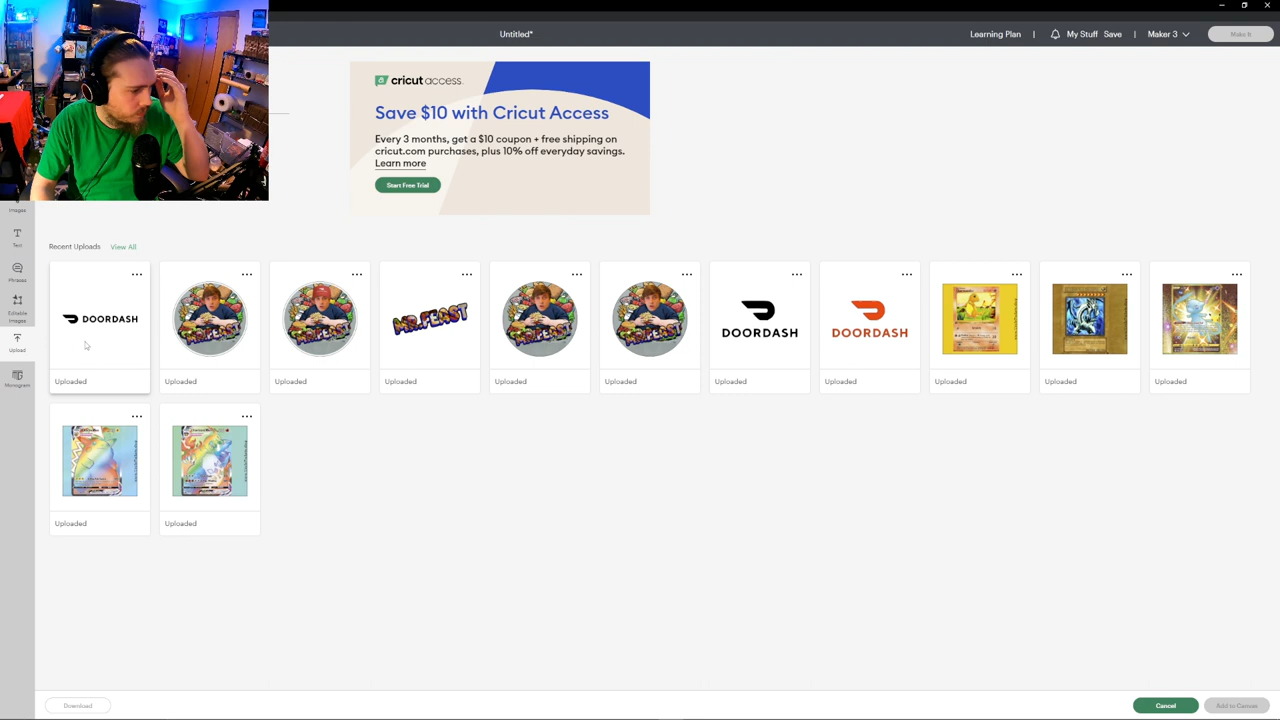 Untitled*
Learning Plan
My Stuff
Save
Maker 3
Make It
cricut access
Save $10 with Cricut Access
Every 3 months, get a $10 coupon + free shipping on
cricut.com purchases, plus 10% off everyday savings.
Learn more
Start Free Trial
Images
Text
Phrases
Editable
Images
Upload
Monogram
Recent Uploads View All
DOORDASH
MR.FEAST
DOORDASH
DOORDASH
Uploaded
Uploaded
Uploaded
Uploaded
Uploaded
Uploaded
Uploaded
Uploaded
Uploaded
Uploaded
Uploaded
Uploaded
Uploaded
Download
Cancel
Add to Canvas